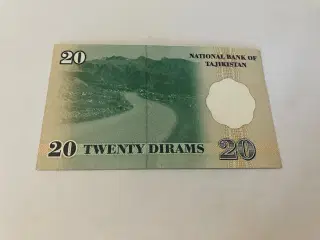 20
NATIONAL BANK OF
TAJIKISTAN
20 TWENTY DIRAMS 20